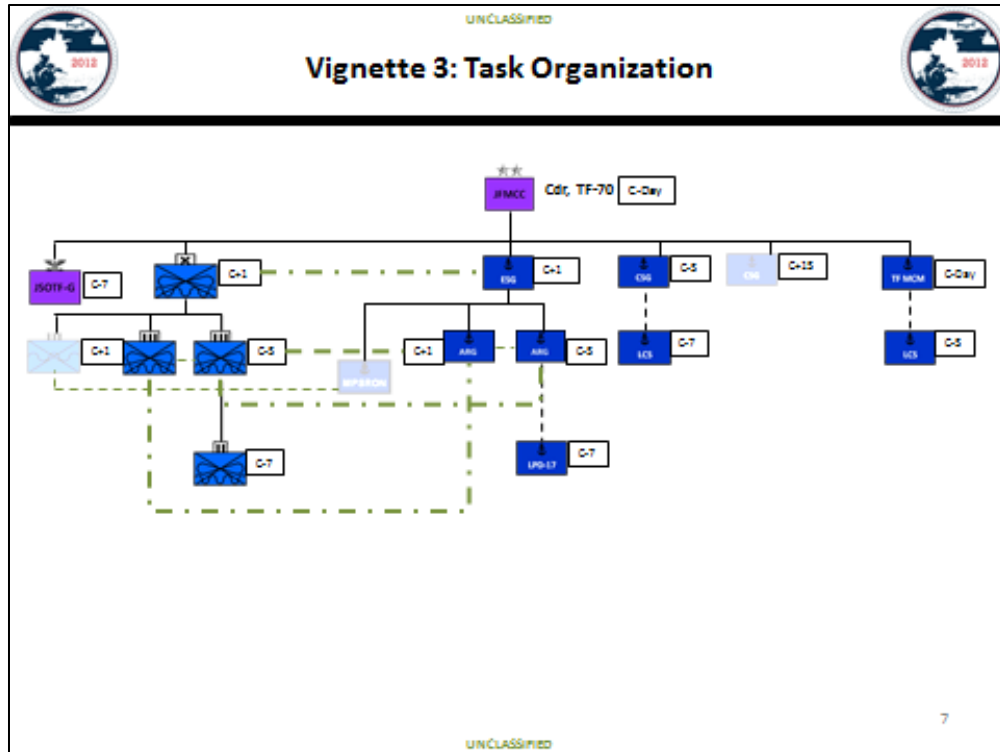 UNCLASSIFIED
2012
Vignette 3: Task Organization
2012
JFMCC
Cdr, TF-70
C-Day
JSOTF-G
C-7
C+1
ESG
C+1
CSG
C-5
CSG
C+15
TF MCM
C-Day
C+1
C-5
MPSRON
C+1
ARG
ARG
C-5
LCS
C-7
LCS
C-5
C-7
LPD-17
C-7
7
UNCLASSIFIED